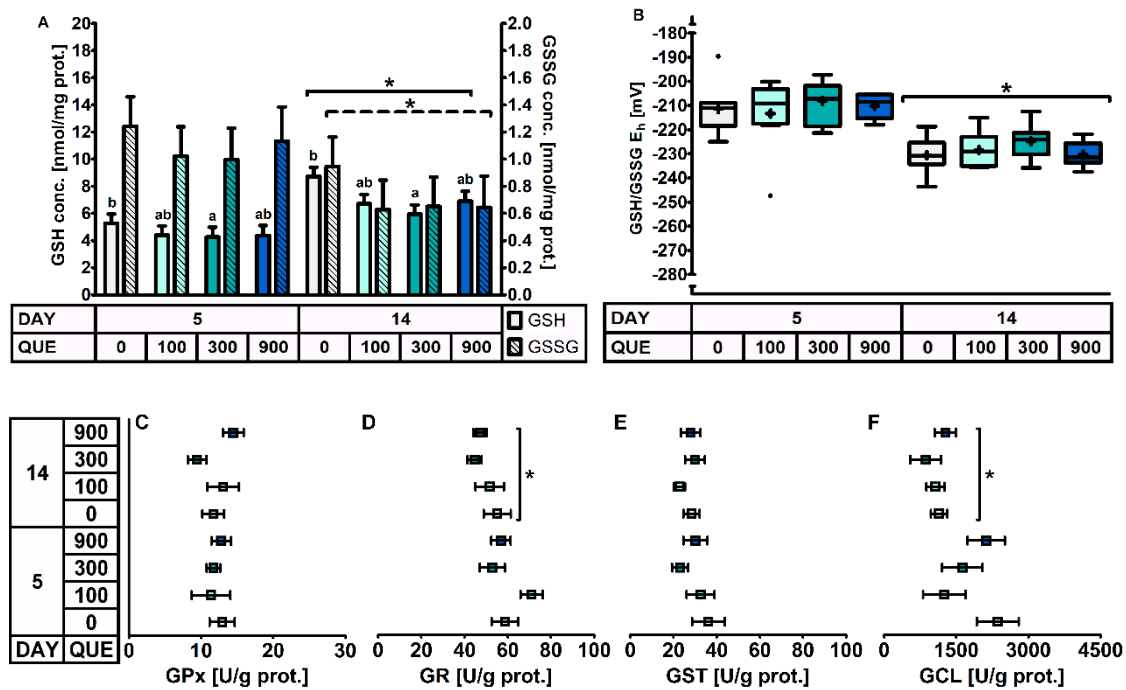 A
B
GSH conc. [nmol/mg prot.]
20
18
16
14
12
10
8
6
4
2
0
b
ab
a
ab
b
ab
a
ab
*
*
2.0
1.8
1.6
1.4
1.2
1.0
0.8
0.6
0.4
0.2
0.0
GSSG conc. [nmol/mg prot.]
DAY 5 14
QUE 0 100 300 900 0 100 300 900
GSH
GSSG
GSH/GSSG Eh [mV]
-180
-190
-200
-210
-220
-230
-240
-250
-260
-270
-280
*
DAY 5 14
QUE 0 100 300 900 0 100 300 900
C D E F
14
900
300
100
0
5
900
300
100
0
DAY QUE
*
*
0 10 20 30
GPx [U/g prot.]
0 20 40 60 80 100
GR [U/g prot.]
0 20 40 60 80 100
GST [U/g prot.]
0 1500 3000 4500
GCL [U/g prot.]